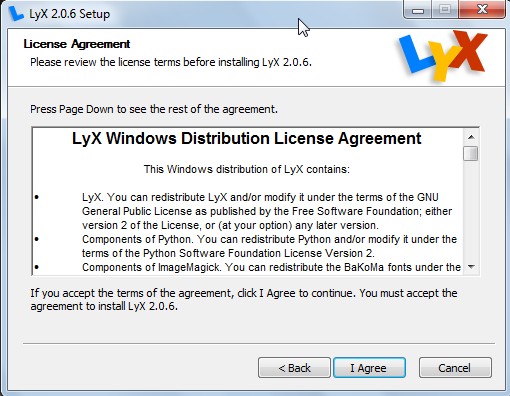 LyX 2.0.6 Setup
License Agreement
Please review the license terms before installing LyX 2.0.6.
LyX
Press Page Down to see the rest of the agreement.
LyX Windows Distribution License Agreement
This Windows distribution of LyX contains:
• LyX. You can redistribute LyX and/or modify it under the terms of the GNU
General Public License as published by the Free Software Foundation; either
version 2 of the License, or (at your option) any later version.
• Components of Python. You can redistribute Python and/or modify it under the
terms of the Python Software Foundation License Version 2.
• Components of ImageMagick. You can redistribute the BaKoMa fonts under the
If you accept the terms of the agreement, click I Agree to continue. You must accept the
agreement to install LyX 2.0.6.
< Back
I Agree
Cancel